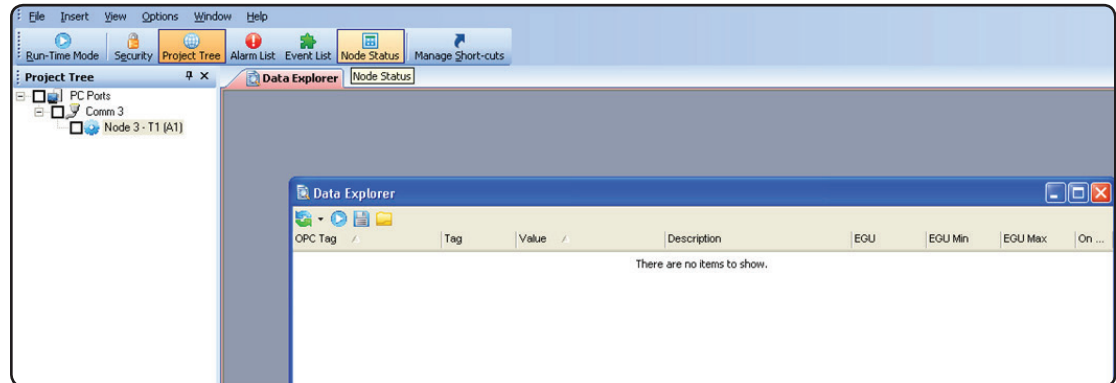 File Insert View Options Window Help
Run-Time Mode Security Project Tree Alarm List Event List Node Status Manage Short-cuts
Project Tree
Data Explorer
Node Status
PC Ports
Comm 3
Node 3 - T1 (A1)
Data Explorer
OPC Tag Tag Value Description EGU EGU Min EGU Max On ...
There are no items to show.